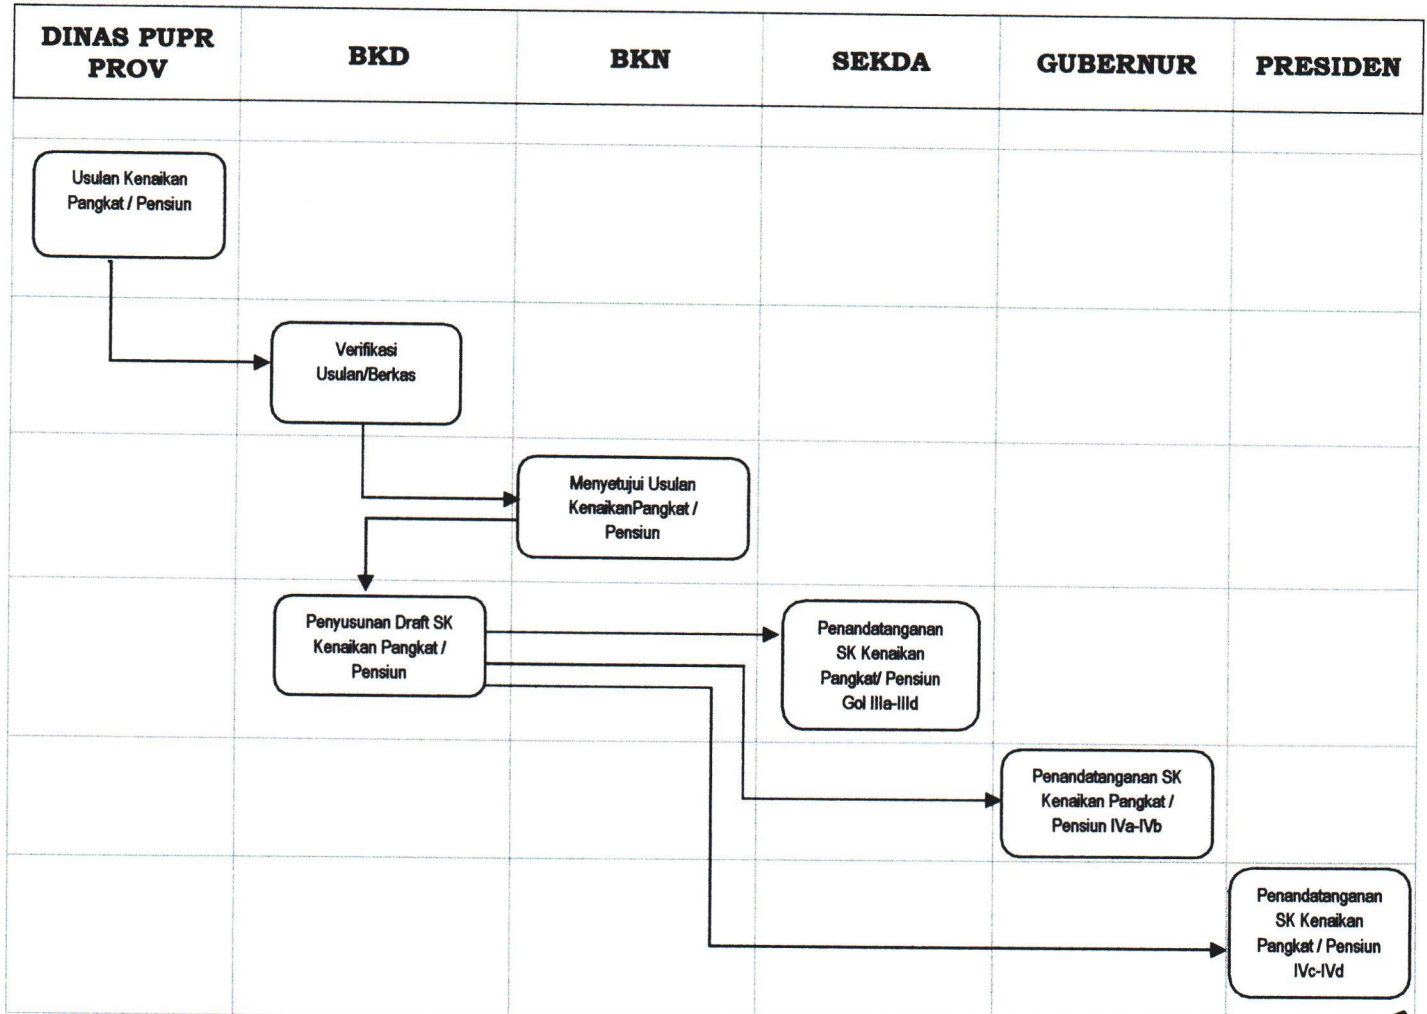 DINAS PUPR
PROV
BKD
BKN
SEKDA
GUBERNUR
PRESIDEN
Usulan Kenaikan
Pangkat / Pensiun
Verifikasi
Usulan/Berkas
Menyetujui Usulan
KenaikanPangkat /
Pensiun
Penyusunan Draft SK
Kenaikan Pangkat /
Pensiun
Penandatanganan
SK Kenaikan
Pangkat/ Pensiun
Gol IIIa-IIId
Penandatanganan SK
Kenaikan Pangkat /
Pensiun IVa-IVb
Penandatanganan
SK Kenaikan
Pangkat / Pensiun
IVc-IVd